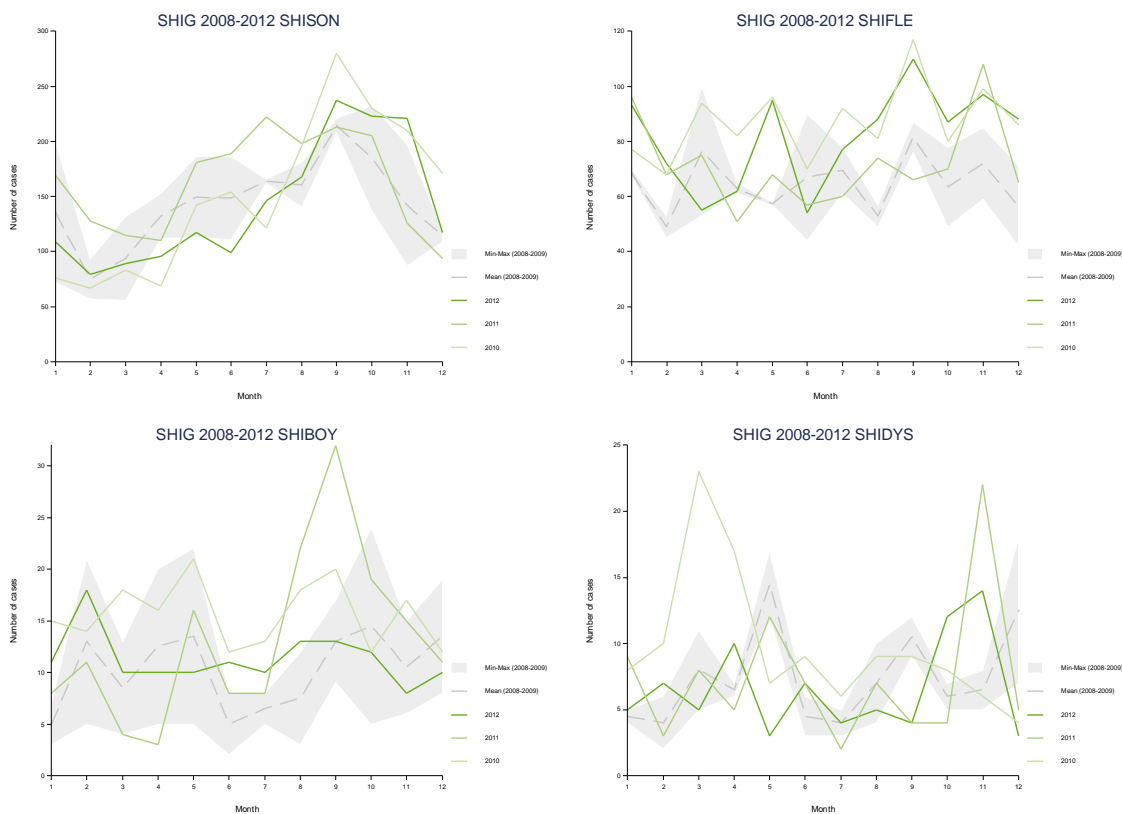 SHIG 2008-2012 SHISON
300
250
200
150
100
50
0
1 2 3 4 5 6 7 8 9 10 11 12
Number of cases
Month
Min-Max (2008-2009)
Mean (2008-2009)
2012
2011
2010
SHIG 2008-2012 SHIFLE
120
100
80
60
40
20
0
1 2 3 4 5 6 7 8 9 10 11 12
Number of cases
Month
Min-Max (2008-2009)
Mean (2008-2009)
2012
2011
2010
SHIG 2008-2012 SHIBOY
30
25
20
15
10
5
0
1 2 3 4 5 6 7 8 9 10 11 12
Number of cases
Month
Min-Max (2008-2009)
Mean (2008-2009)
2012
2011
2010
SHIG 2008-2012 SHIDYS
25
20
15
10
5
0
1 2 3 4 5 6 7 8 9 10 11 12
Number of cases
Month
Min-Max (2008-2009)
Mean (2008-2009)
2012
2011
2010